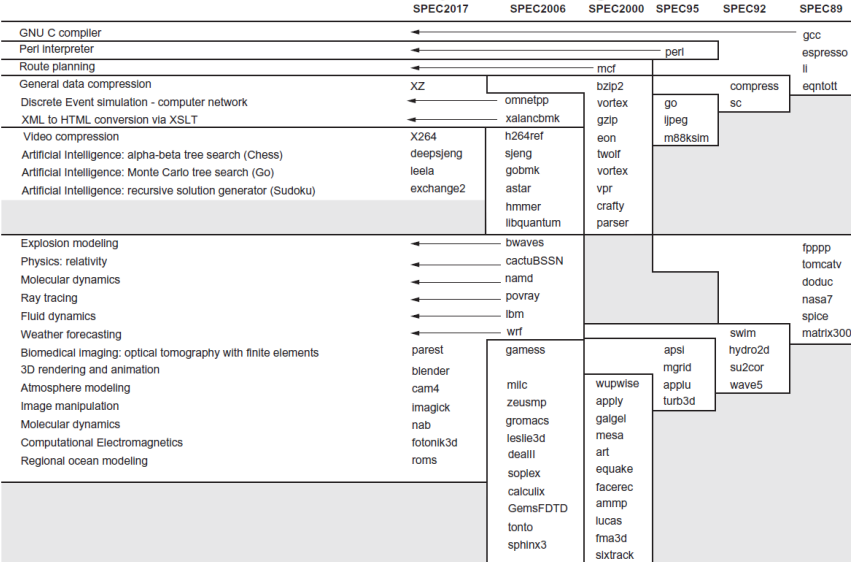 SPEC2017 SPEC2006 SPEC2000 SPEC95 SPEC92 SPEC89
GNU C compiler gcc
Perl interpreter perl espresso
Route planning mcf li
General data compression XZ bzip2 compress eqntott
Discrete Event simulation - computer network omnetpp vortex go sc
XML to HTML conversion via XSLT xalancbmk gzip ijpeg
Video compression X264 h264ref eon m88ksim
Artificial Intelligence: alpha-beta tree search (Chess) deepsjeng sjeng twolf
Artificial Intelligence: Monte Carlo tree search (Go) leela gobmk vortex
Artificial Intelligence: recursive solution generator (Sudoku) exchange2 astar vpr
hmmer crafty
libquantum parser
Explosion modeling bwaves fpppp
Physics: relativity cactuBSSN tomcatv
Molecular dynamics namd doduc
Ray tracing povray nasa7
Fluid dynamics lbm spice
Weather forecasting wrf swim matrix300
Biomedical imaging: optical tomography with finite elements parest gamess apsi hydro2d
3D rendering and animation blender mgrid su2cor
Atmosphere modeling cam4 milc wupwise applu wave5
Image manipulation imagick zeusmp apply turb3d
Molecular dynamics nab gromacs galgel
Computational Electromagnetics fotonik3d leslie3d mesa
Regional ocean modeling roms dealII art
soplex equake
calculix facerec
GemsFDTD ammp
tonto lucas
sphinx3 fma3d
sixtrack